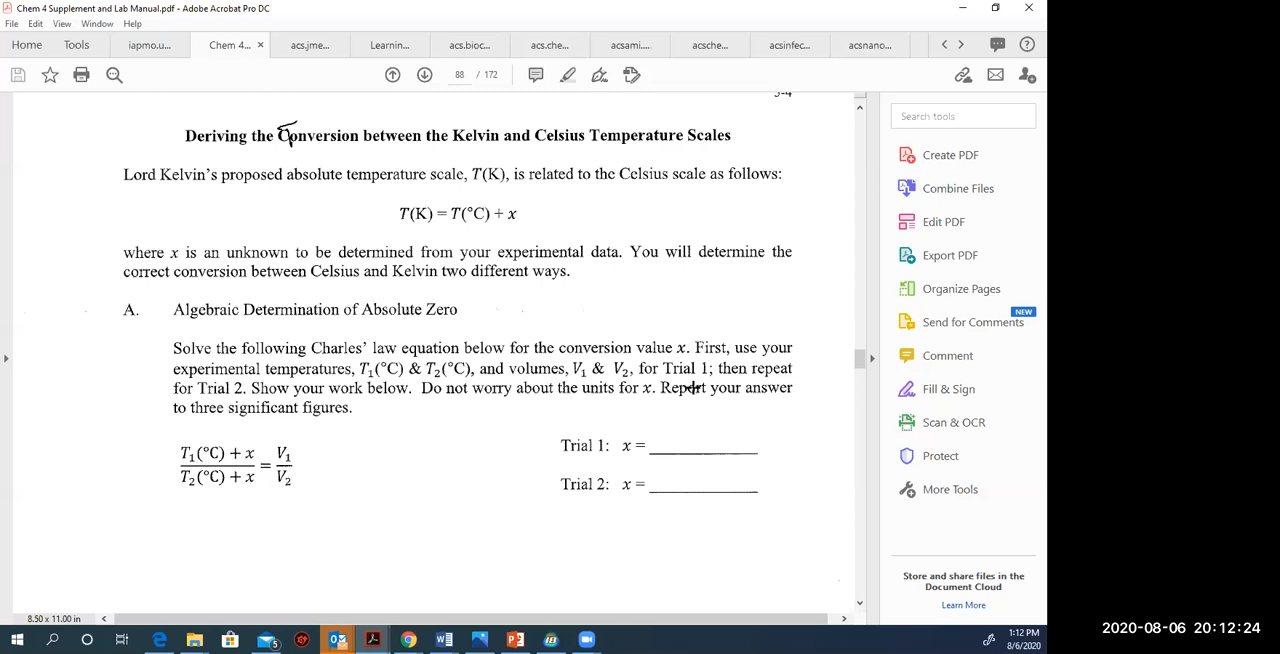 Chem 4 Supplement and Lab Manual.pdf - Adobe Acrobat Pro DC
File Edit View Window Help
Home Tools iapmo.u... Chem 4... × acs.jme... Learnin... acs.bioc... acs.che... acsami.... acsche... acsinfec... acsnano...
88 / 172
3-4
Deriving the Conversion between the Kelvin and Celsius Temperature Scales
Lord Kelvin's proposed absolute temperature scale, T(K), is related to the Celsius scale as follows:
T(K) = T(°C) + x
where x is an unknown to be determined from your experimental data. You will determine the
correct conversion between Celsius and Kelvin two different ways.
A. Algebraic Determination of Absolute Zero
Solve the following Charles' law equation below for the conversion value x. First, use your
experimental temperatures, T₁(°C) & T₂(°C), and volumes, V₁ & V₂, for Trial 1; then repeat
for Trial 2. Show your work below. Do not worry about the units for x. Report your answer
to three significant figures.
T₁(°C) + x
T₂(°C) + x
=
V₁
V₂
Trial 1: x =
Trial 2: x =
8.50 x 11.00 in
Search tools
Create PDF
Combine Files
Edit PDF
Export PDF
Organize Pages
NEW
Send for Comments
Comment
Fill & Sign
Scan & OCR
Protect
More Tools
Store and share files in the
Document Cloud
Learn More
5
1:12 PM
8/6/2020
2020-08-06 20:12:24